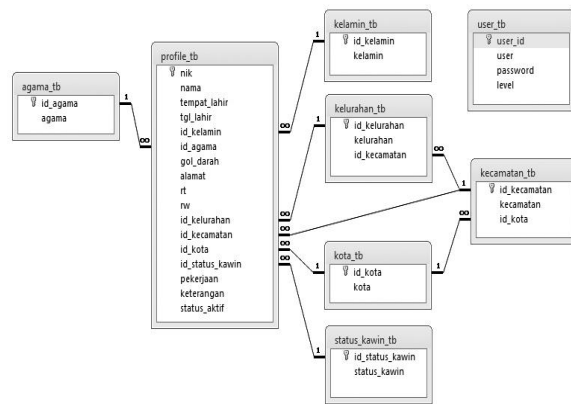 agama_tb
id_agama
agama
1
∞
profile_tb
nik
nama
tempat_lahir
tgl_lahir
id_kelamin
id_agama
gol_darah
alamat
rt
rw
id_kelurahan
id_kecamatan
id_kota
id_status_kawin
pekerjaan
keterangan
status_aktif
∞
∞
∞
∞
∞
kelamin_tb
1
id_kelamin
kelamin
kelurahan_tb
1
id_kelurahan
kelurahan
id_kecamatan
∞
kota_tb
1
id_kota
1
kota
status_kawin_tb
1
id_status_kawin
status_kawin
user_tb
user_id
user
password
level
kecamatan_tb
1
id_kecamatan
kecamatan
∞
id_kota